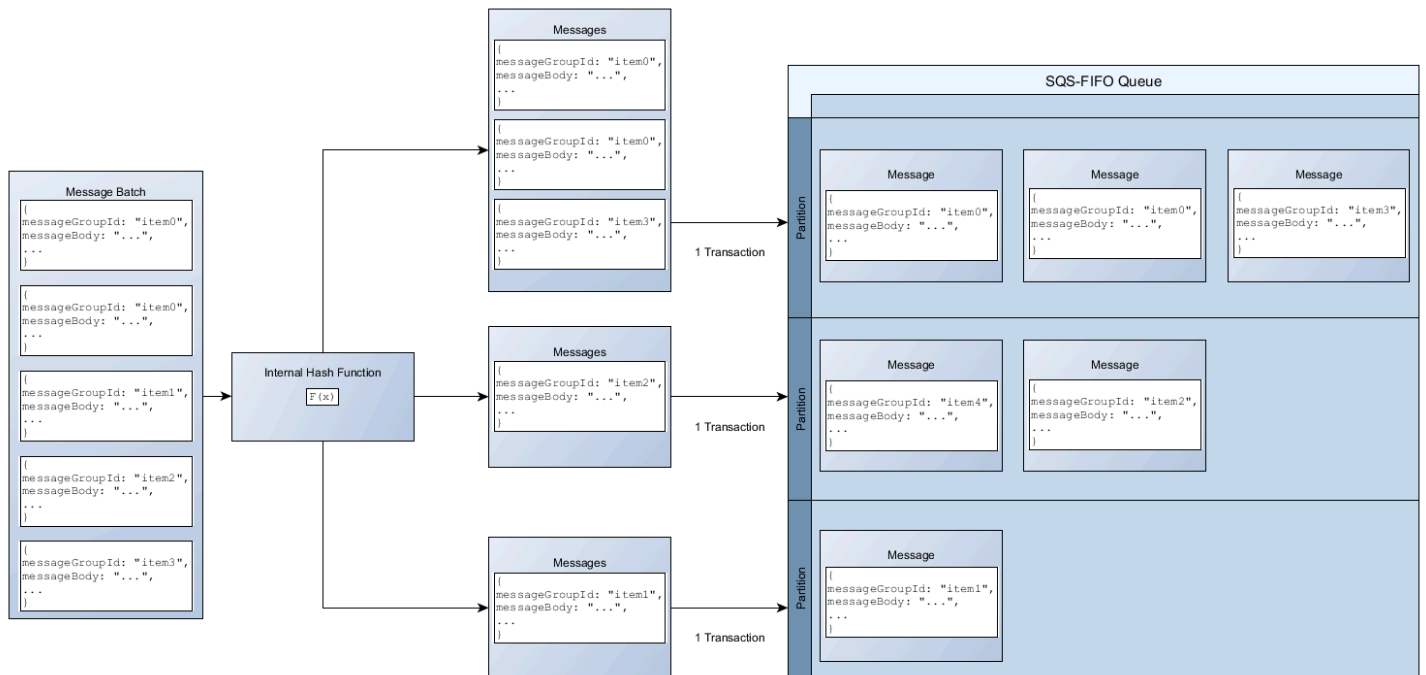 Message Batch
{
messageGroupId: "item0",
messageBody: "...",
...
}
{
messageGroupId: "item0",
messageBody: "...",
...
}
{
messageGroupId: "item1",
messageBody: "...",
...
}
{
messageGroupId: "item2",
messageBody: "...",
...
}
{
messageGroupId: "item3",
messageBody: "...",
...
}
Internal Hash Function
F(x)
Messages
{
messageGroupId: "item0",
messageBody: "...",
...
}
{
messageGroupId: "item0",
messageBody: "...",
...
}
{
messageGroupId: "item3",
messageBody: "...",
...
}
1 Transaction
Messages
{
messageGroupId: "item2",
messageBody: "...",
...
}
1 Transaction
Messages
{
messageGroupId: "item1",
messageBody: "...",
...
}
1 Transaction
SQS-FIFO Queue
Partition
Message
{
messageGroupId: "item0",
messageBody: "...",
...
}
Message
{
messageGroupId: "item0",
messageBody: "...",
...
}
Message
{
messageGroupId: "item3",
messageBody: "...",
...
}
Partition
Message
{
messageGroupId: "item4",
messageBody: "...",
...
}
Message
{
messageGroupId: "item2",
messageBody: "...",
...
}
Partition
Message
{
messageGroupId: "item1",
messageBody: "...",
...
}